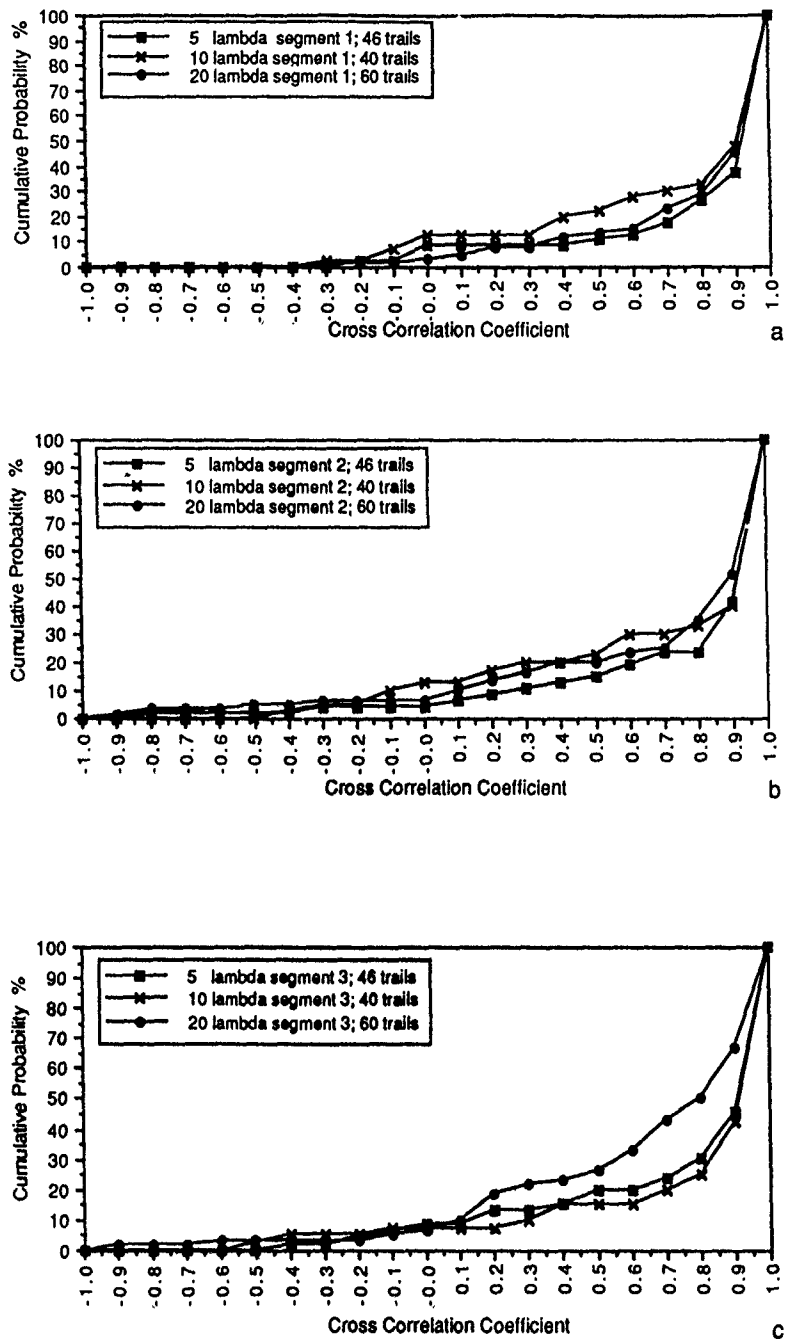 Cumulative Probability %
100
90
80
70
60
50
40
30
20
10
0
5 lambda segment 1; 46 trails
10 lambda segment 1; 40 trails
20 lambda segment 1; 60 trails
-1.0 -0.9 -0.8 -0.7 -0.6 -0.5 -0.4 -0.3 -0.2 -0.1 -0.0 0.1 0.2 0.3 0.4 0.5 0.6 0.7 0.8 0.9 1.0
Cross Correlation Coefficient
a
Cumulative Probability %
100
90
80
70
60
50
40
30
20
10
0
5 lambda segment 2; 46 trails
10 lambda segment 2; 40 trails
20 lambda segment 2; 60 trails
-1.0 -0.9 -0.8 -0.7 -0.6 -0.5 -0.4 -0.3 -0.2 -0.1 -0.0 0.1 0.2 0.3 0.4 0.5 0.6 0.7 0.8 0.9 1.0
Cross Correlation Coefficient
b
Cumulative Probability %
100
90
80
70
60
50
40
30
20
10
0
5 lambda segment 3; 46 trails
10 lambda segment 3; 40 trails
20 lambda segment 3; 60 trails
-1.0 -0.9 -0.8 -0.7 -0.6 -0.5 -0.4 -0.3 -0.2 -0.1 -0.0 0.1 0.2 0.3 0.4 0.5 0.6 0.7 0.8 0.9 1.0
Cross Correlation Coefficient
c